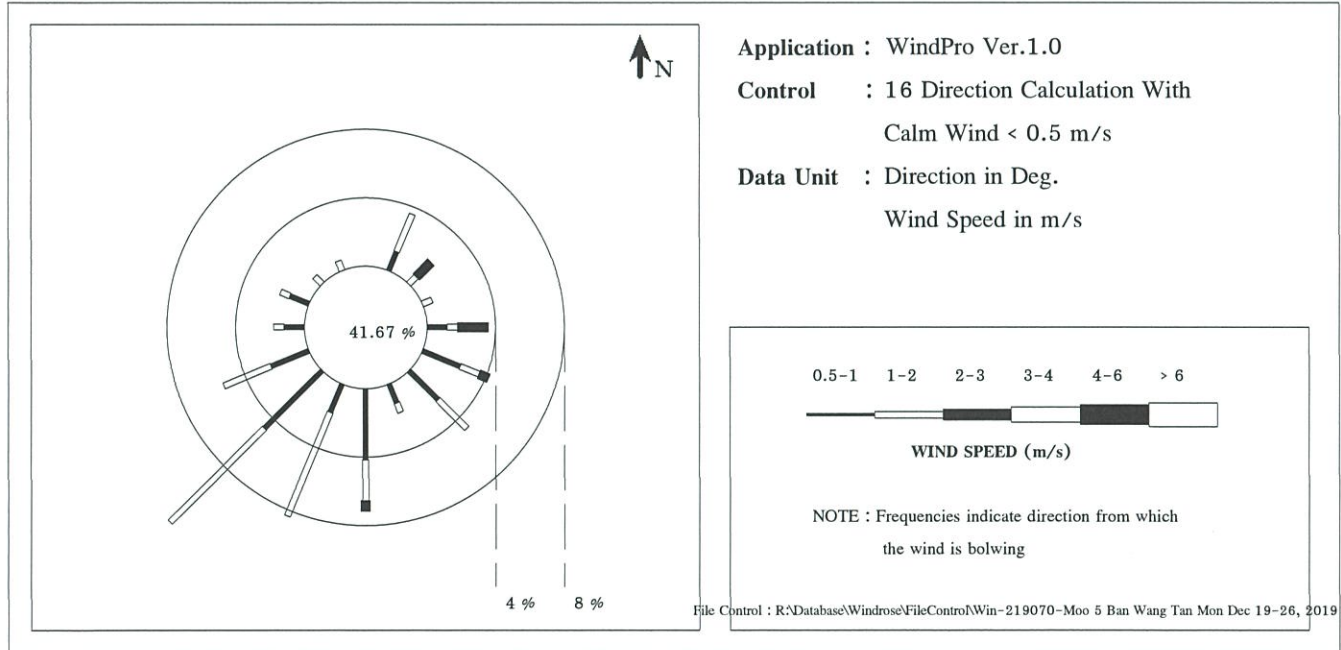 N
41.67 %
4 %
8 %
Application : WindPro Ver.1.0
Control : 16 Direction Calculation With
Calm Wind < 0.5 m/s
Data Unit : Direction in Deg.
Wind Speed in m/s
0.5-1 1-2 2-3 3-4 4-6 > 6
WIND SPEED (m/s)
NOTE : Frequencies indicate direction from which
the wind is bolwing
File Control : R:\Database\Windrose\FileControl\Win-219070-Moo 5 Ban Wang Tan Mon Dec 19-26, 2019